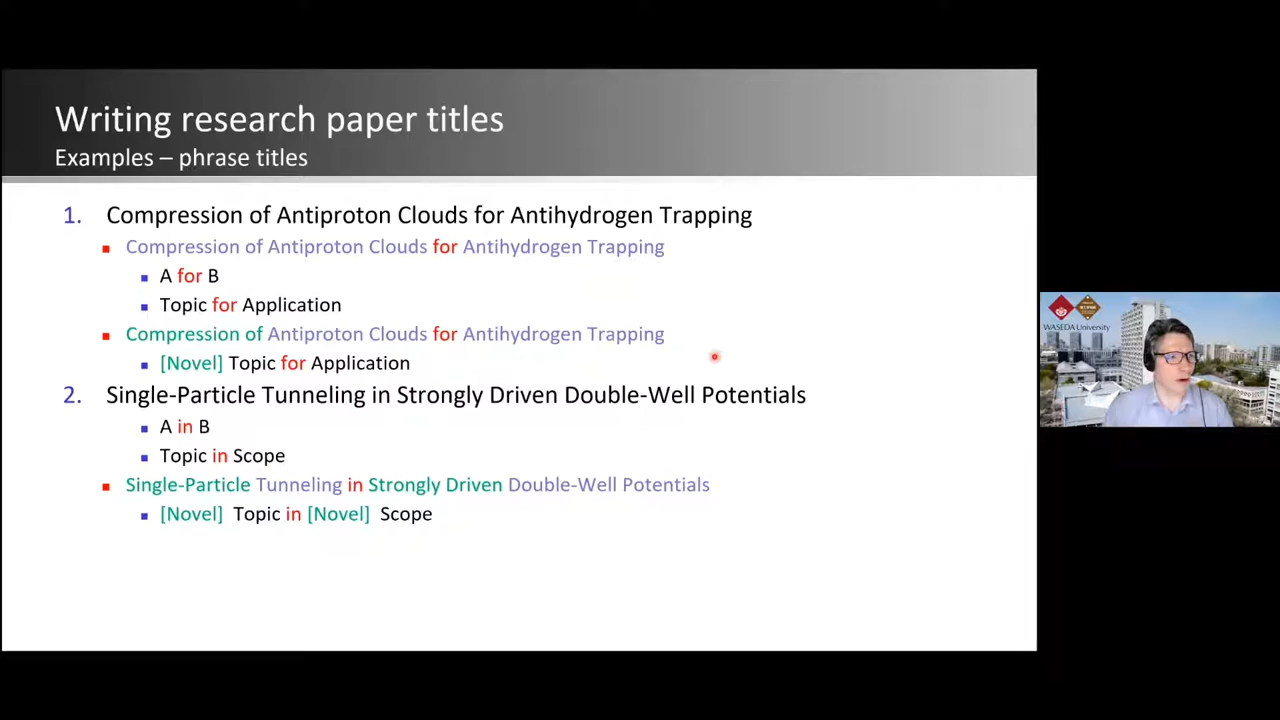 Writing research paper titles
Examples – phrase titles
1. Compression of Antiproton Clouds for Antihydrogen Trapping
Compression of Antiproton Clouds for Antihydrogen Trapping
A for B
Topic for Application
Compression of Antiproton Clouds for Antihydrogen Trapping
[Novel] Topic for Application
2. Single-Particle Tunneling in Strongly Driven Double-Well Potentials
A in B
Topic in Scope
Single-Particle Tunneling in Strongly Driven Double-Well Potentials
[Novel] Topic in [Novel] Scope
WASEDA University